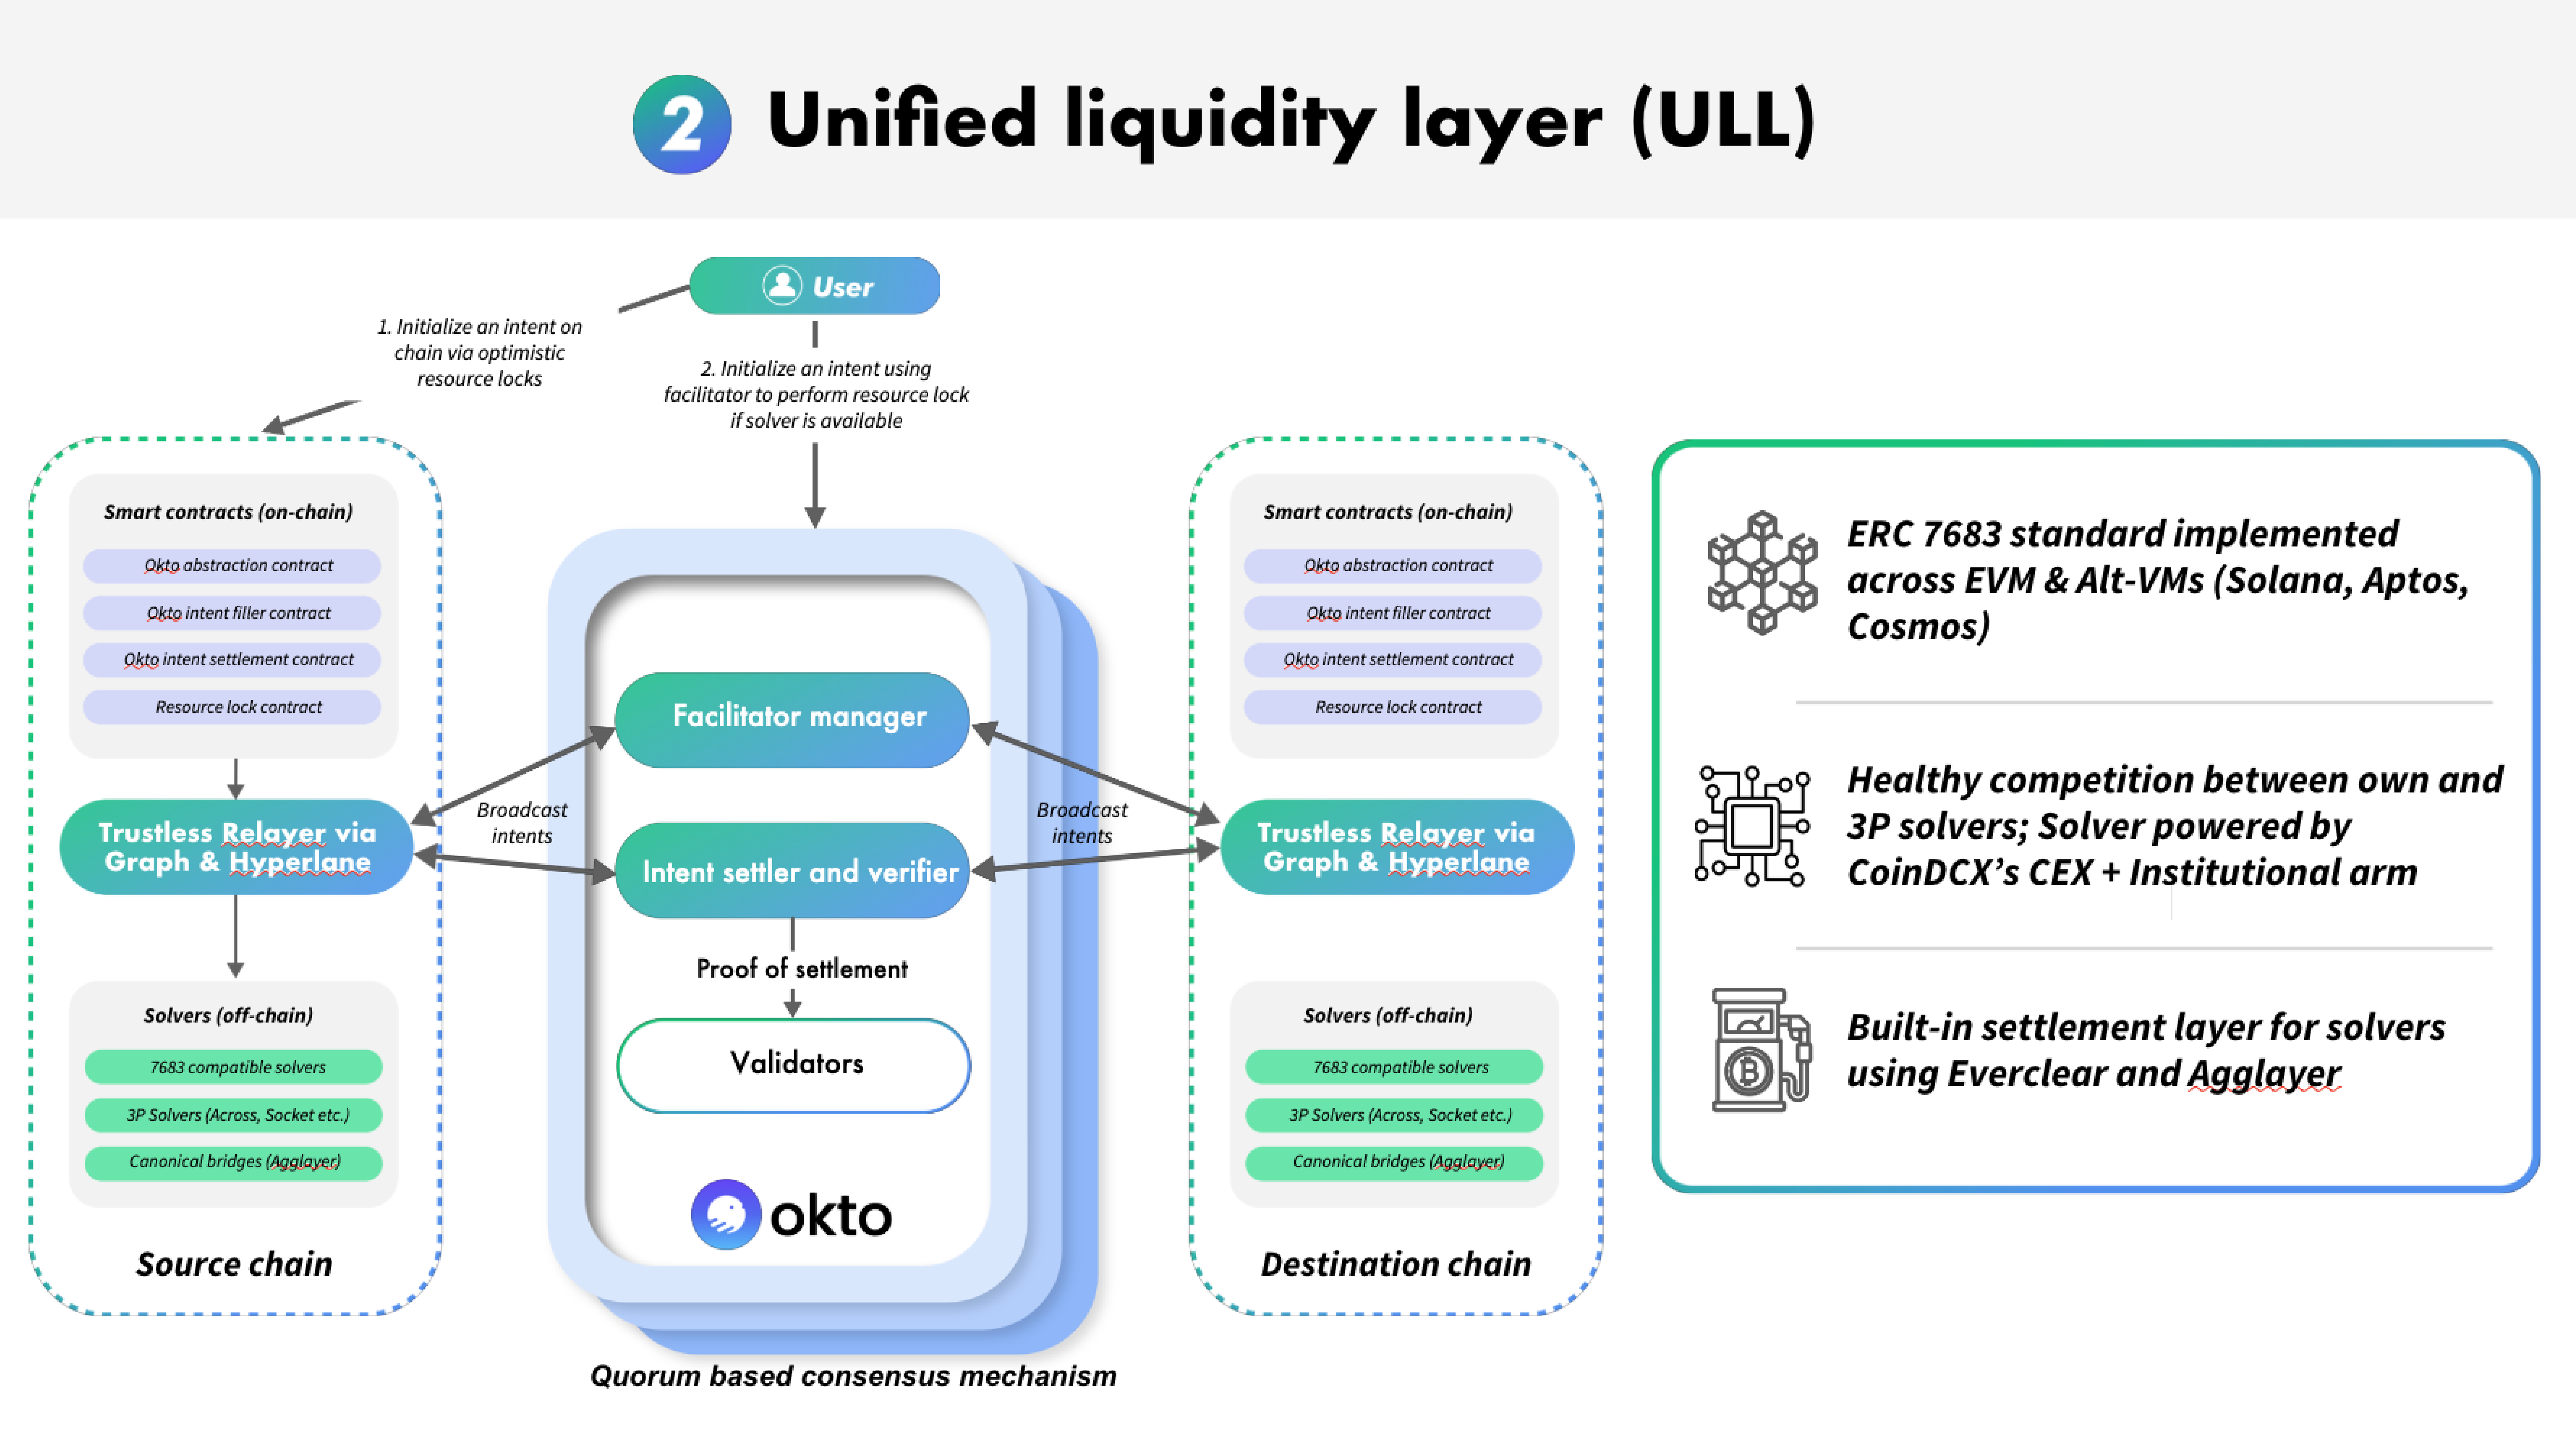 2 Unified liquidity layer (ULL)
User
1. Initialize an intent on
chain via optimistic
resource locks
2. Initialize an intent using
facilitator to perform resource lock
if solver is available
Smart contracts (on-chain)
Okto abstraction contract
Okto intent filler contract
Okto intent settlement contract
Resource lock contract
Trustless Relayer via
Graph & Hyperlane
Solvers (off-chain)
7683 compatible solvers
3P Solvers (Across, Socket etc.)
Canonical bridges (Agglayer)
Source chain
Broadcast
intents
Facilitator manager
Intent settler and verifier
Proof of settlement
Validators
okto
Quorum based consensus mechanism
Broadcast
intents
Smart contracts (on-chain)
Okto abstraction contract
Okto intent filler contract
Okto intent settlement contract
Resource lock contract
Trustless Relayer via
Graph & Hyperlane
Solvers (off-chain)
7683 compatible solvers
3P Solvers (Across, Socket etc.)
Canonical bridges (Agglayer)
Destination chain
ERC 7683 standard implemented
across EVM & Alt-VMs (Solana, Aptos,
Cosmos)
Healthy competition between own and
3P solvers; Solver powered by
CoinDCX’s CEX + Institutional arm
Built-in settlement layer for solvers
using Everclear and Agglayer